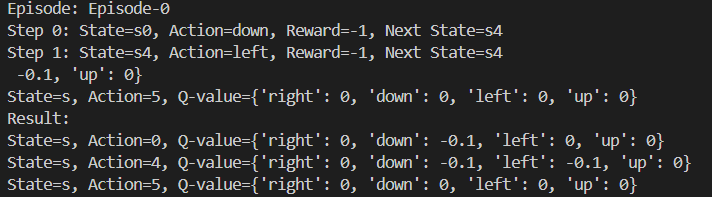 Episode: Episode-0
Step 0: State=s0, Action=down, Reward=-1, Next State=s4
Step 1: State=s4, Action=left, Reward=-1, Next State=s4
 -0.1, 'up': 0}
State=s, Action=5, Q-value={'right': 0, 'down': 0, 'left': 0, 'up': 0}
Result:
State=s, Action=0, Q-value={'right': 0, 'down': -0.1, 'left': 0, 'up': 0}
State=s, Action=4, Q-value={'right': 0, 'down': -0.1, 'left': -0.1, 'up': 0}
State=s, Action=5, Q-value={'right': 0, 'down': 0, 'left': 0, 'up': 0}